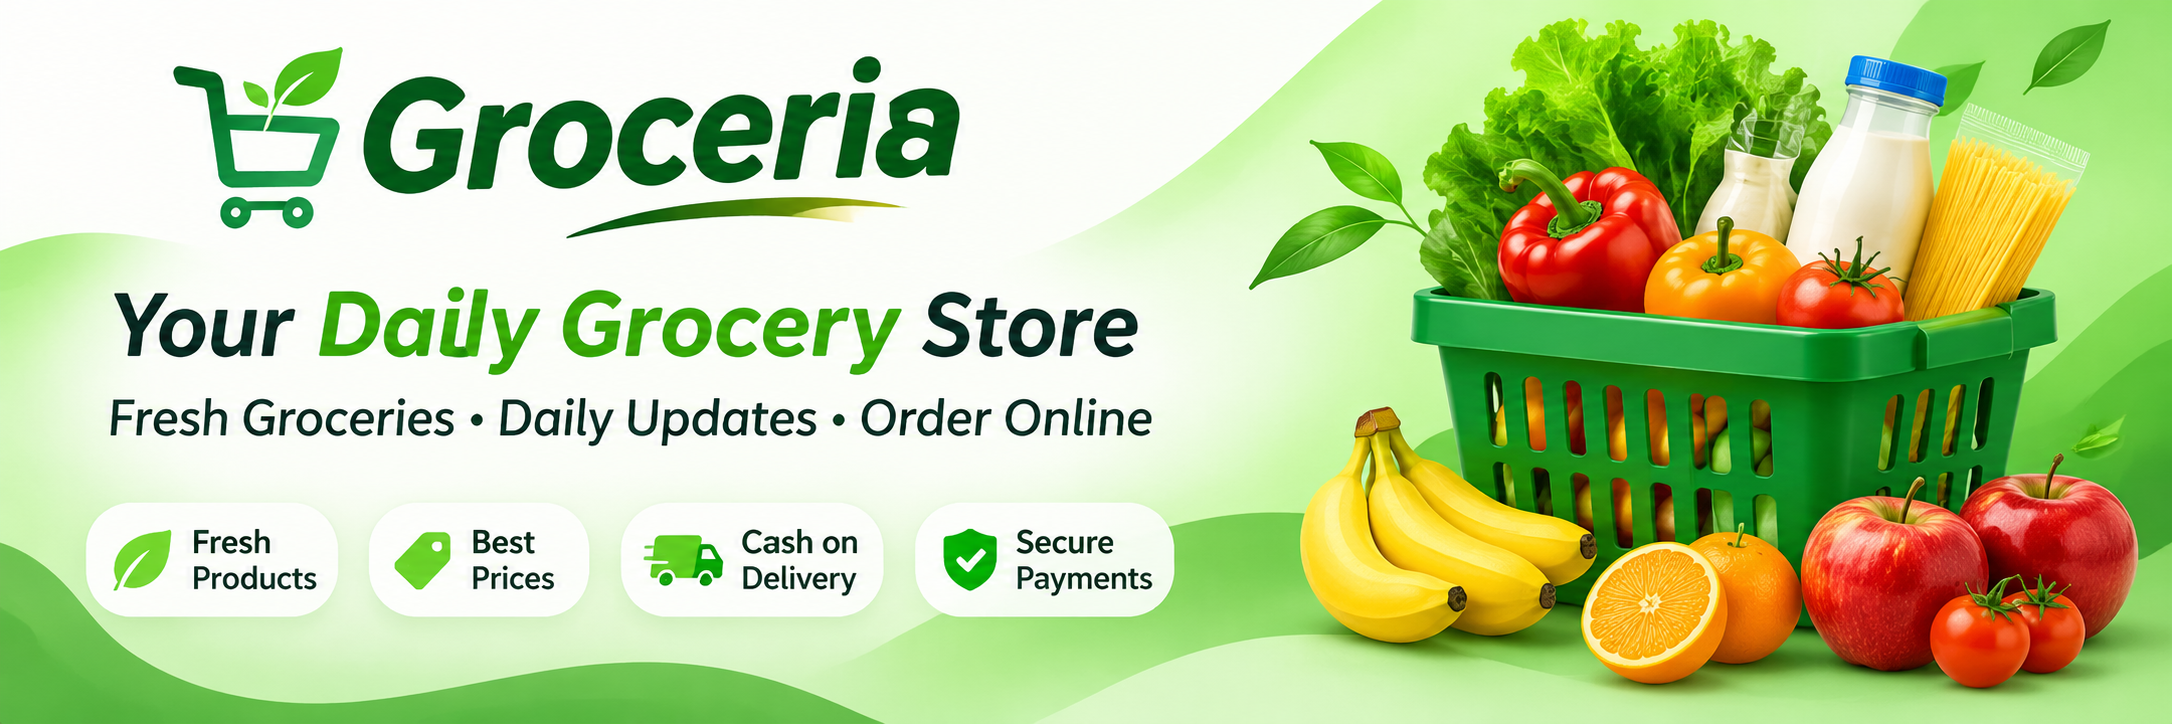 Groceria
Your Daily Grocery Store
Fresh Groceries • Daily Updates • Order Online
Fresh
Products
Best
Prices
Cash on
Delivery
Secure
Payments